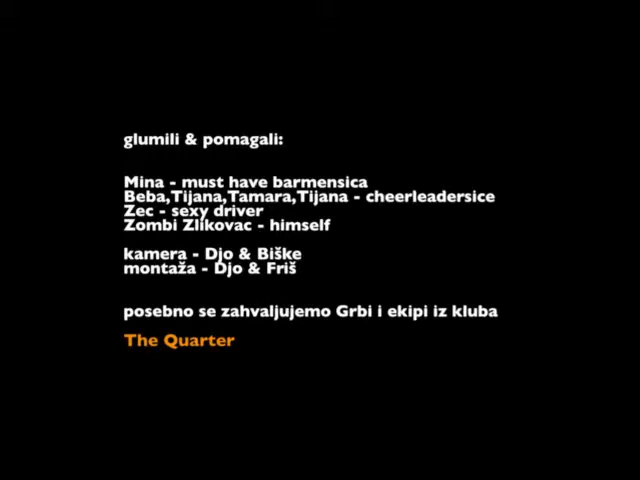 glumili & pomagali:
Mina - must have barmensica
Beba,Tijana,Tamara,Tijana - cheerleadersice
Zec - sexy driver
Zombi Zlikovac - himself
kamera - Djo & Biške
montaža - Djo & Friš
posebno se zahvaljujemo Grbi i ekipi iz kluba
The Quarter